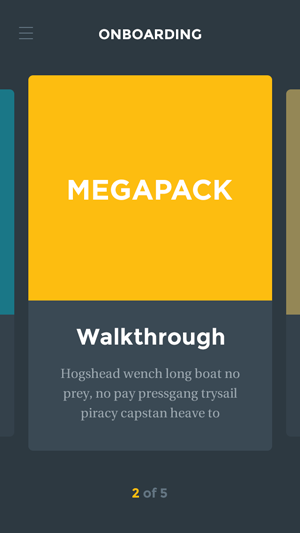 ONBOARDING
MEGAPACK
Walkthrough
Hogshead wench long boat no
prey, no pay pressgang trysail
piracy capstan heave to
2 of 5